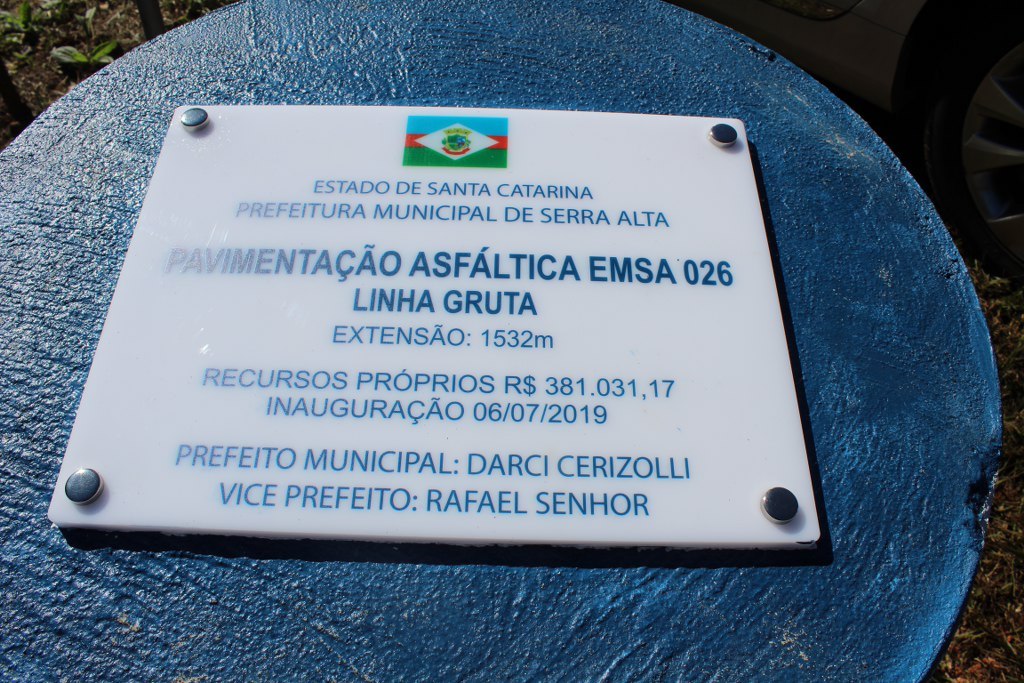 ESTADO DE SANTA CATARINA
PREFEITURA MUNICIPAL DE SERRA ALTA
PAVIMENTAÇÃO ASFÁLTICA EMSA 026
LINHA GRUTA
EXTENSÃO: 1532m
RECURSOS PRÓPRIOS R$ 381.031,17
INAUGURAÇÃO 06/07/2019
PREFEITO MUNICIPAL: DARCI CERIZOLLI
VICE PREFEITO: RAFAEL SENHOR